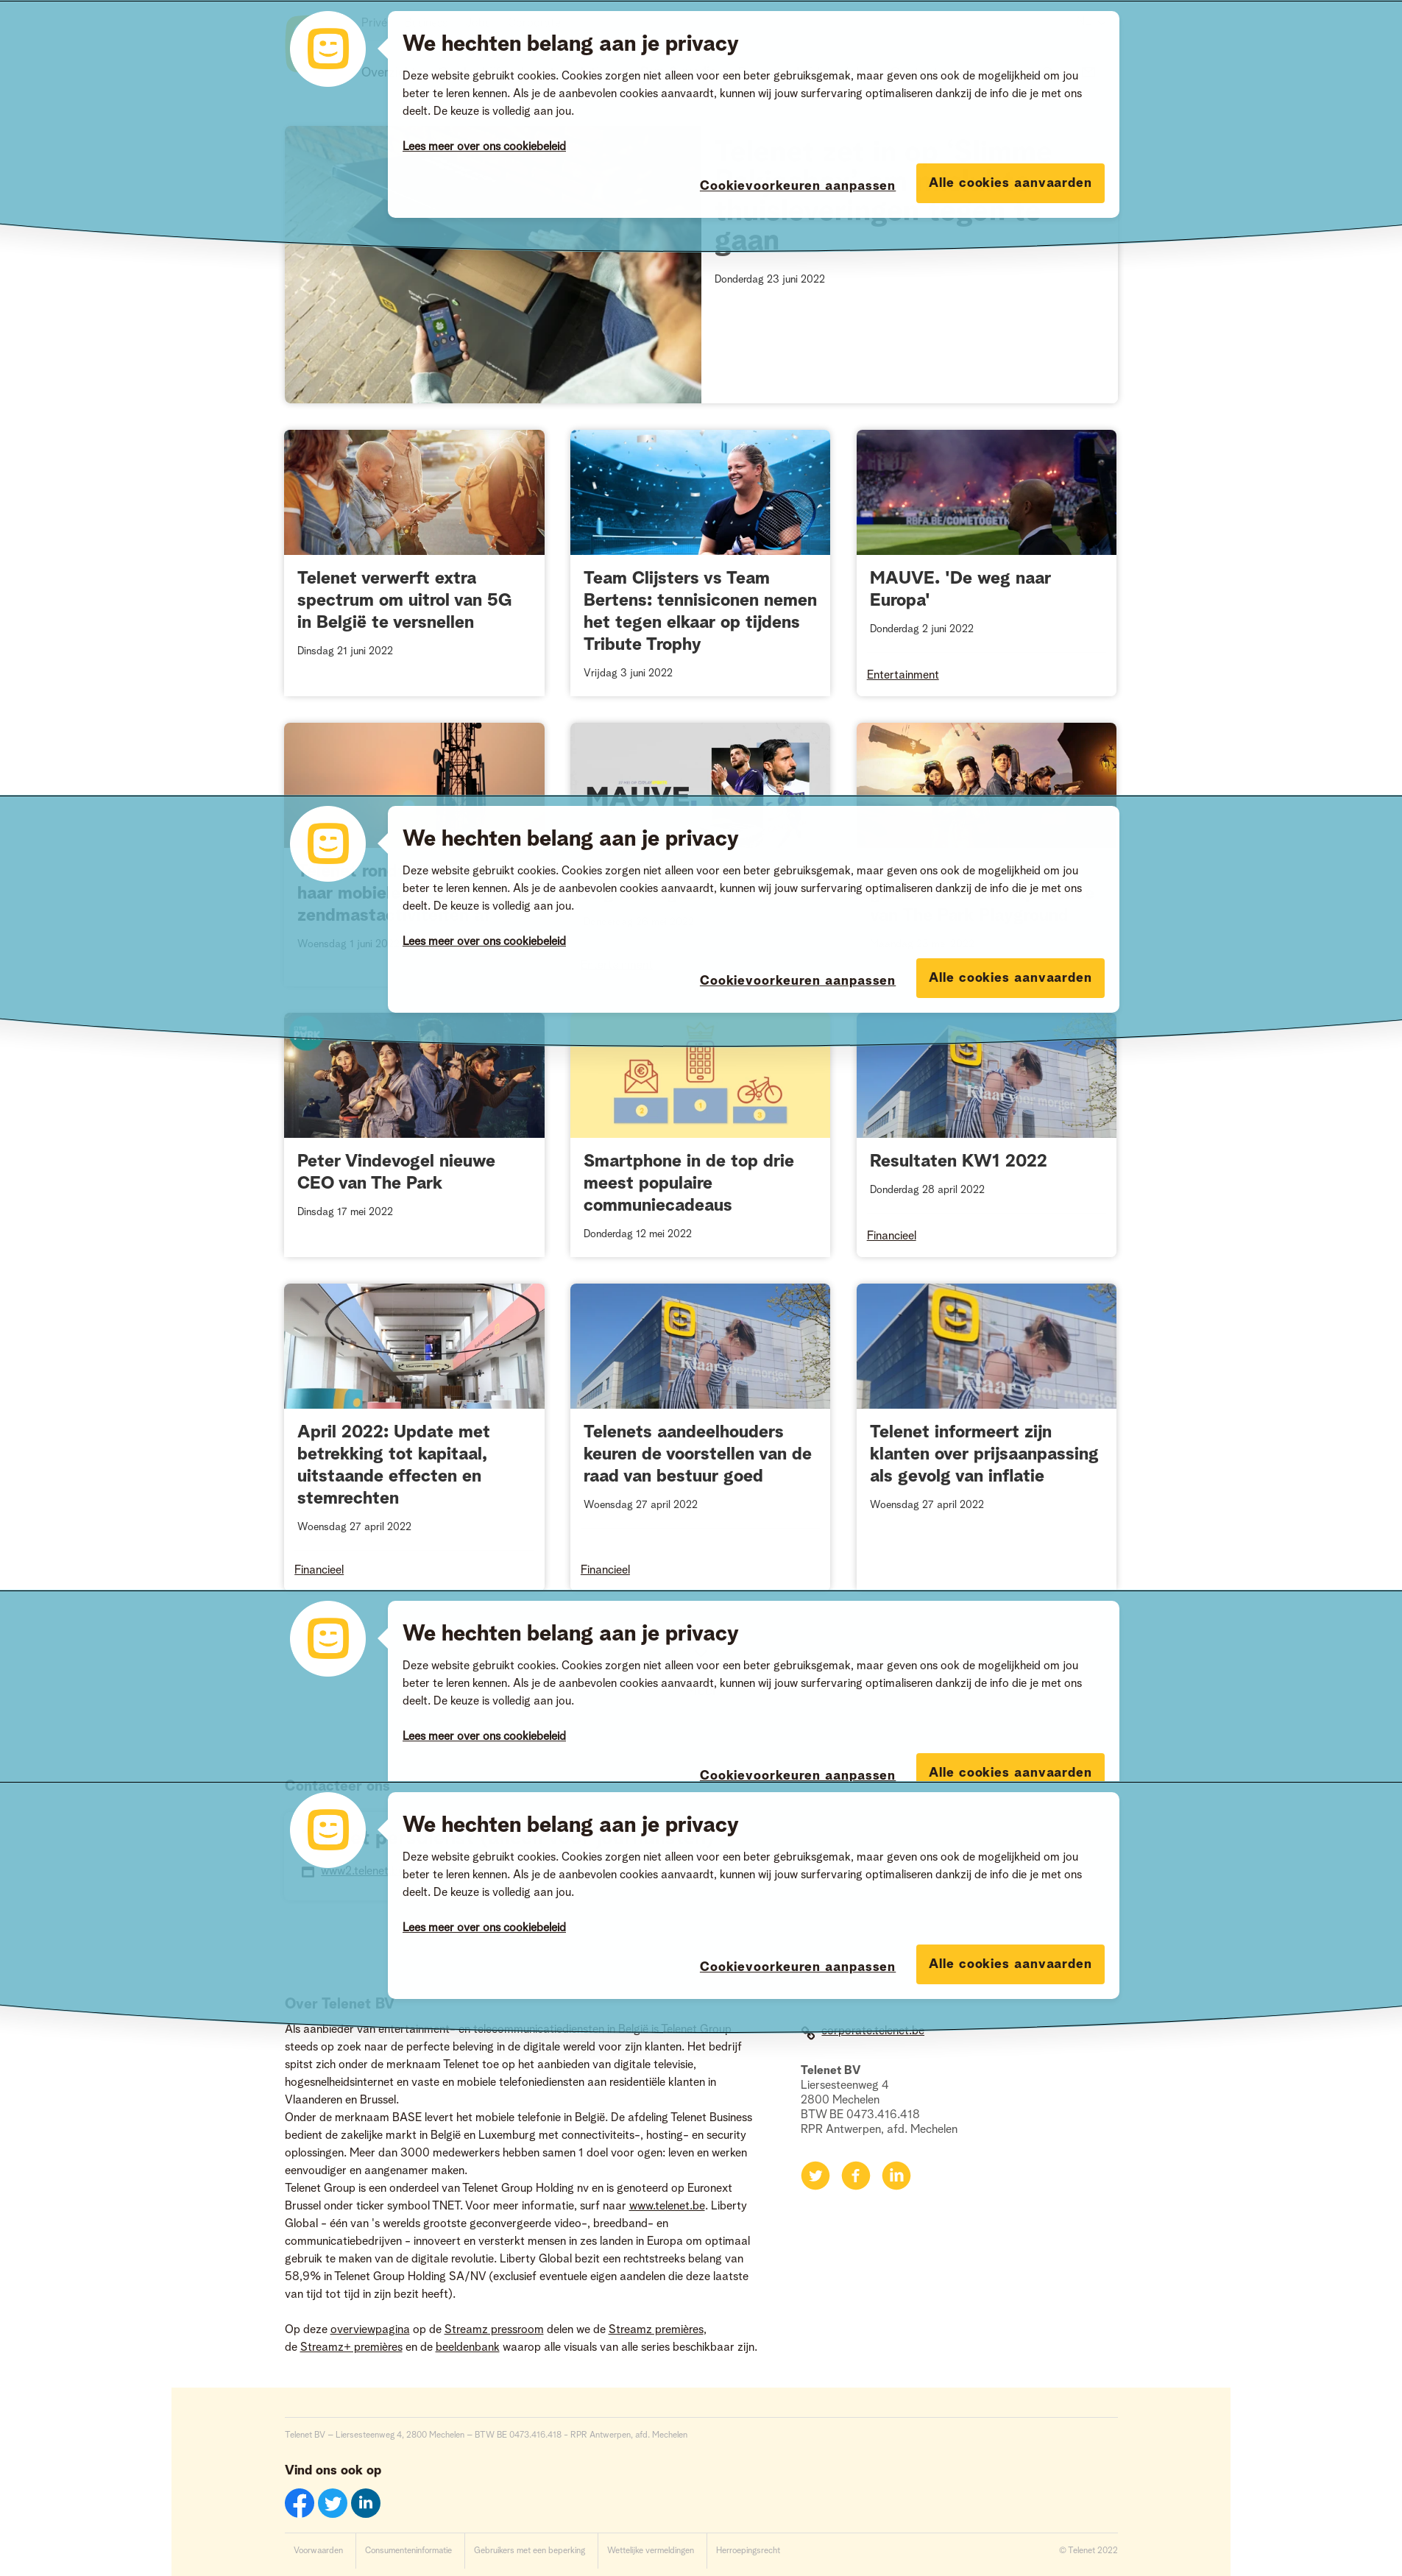 We hechten belang aan je privacy
Deze website gebruikt cookies. Cookies zorgen niet alleen voor een beter gebruiksgemak, maar geven ons ook de mogelijkheid om jou
beter te leren kennen. Als je de aanbevolen cookies aanvaardt, kunnen wij jouw surfervaring optimaliseren dankzij de info die je met ons
deelt. De keuze is volledig aan jou.
Lees meer over ons cookiebeleid
Cookievoorkeuren aanpassen
Alle cookies aanvaarden
gaan
Donderdag 23 juni 2022
RBFA.BE/COMETOGETH
Telenet verwerft extra
spectrum om uitrol van 5G
in België te versnellen
Dinsdag 21 juni 2022
Team Clijsters vs Team
Bertens: tennisiconen nemen
het tegen elkaar op tijdens
Tribute Trophy
Vrijdag 3 juni 2022
MAUVE. 'De weg naar
Europa'
Donderdag 2 juni 2022
Entertainment
MAUVE.
We hechten belang aan je privacy
Deze website gebruikt cookies. Cookies zorgen niet alleen voor een beter gebruiksgemak, maar geven ons ook de mogelijkheid om jou
beter te leren kennen. Als je de aanbevolen cookies aanvaardt, kunnen wij jouw surfervaring optimaliseren dankzij de info die je met ons
deelt. De keuze is volledig aan jou.
Lees meer over ons cookiebeleid
Cookievoorkeuren aanpassen
Alle cookies aanvaarden
haar mobie
zendmasta
Woensdag 1 juni 20
Klaar voor morgen
Peter Vindevogel nieuwe
CEO van The Park
Dinsdag 17 mei 2022
Smartphone in de top drie
meest populaire
communiecadeaus
Donderdag 12 mei 2022
Resultaten KW1 2022
Donderdag 28 april 2022
Financieel
Klaar voor morgen
Klaar voor morgen
April 2022: Update met
betrekking tot kapitaal,
uitstaande effecten en
stemrechten
Woensdag 27 april 2022
Financieel
Telenets aandeelhouders
keuren de voorstellen van de
raad van bestuur goed
Woensdag 27 april 2022
Financieel
Telenet informeert zijn
klanten over prijsaanpassing
als gevolg van inflatie
Woensdag 27 april 2022
We hechten belang aan je privacy
Deze website gebruikt cookies. Cookies zorgen niet alleen voor een beter gebruiksgemak, maar geven ons ook de mogelijkheid om jou
beter te leren kennen. Als je de aanbevolen cookies aanvaardt, kunnen wij jouw surfervaring optimaliseren dankzij de info die je met ons
deelt. De keuze is volledig aan jou.
Lees meer over ons cookiebeleid
Cookievoorkeuren aanpassen
Alle cookies aanvaarden
Contacteer ons
We hechten belang aan je privacy
Deze website gebruikt cookies. Cookies zorgen niet alleen voor een beter gebruiksgemak, maar geven ons ook de mogelijkheid om jou
beter te leren kennen. Als je de aanbevolen cookies aanvaardt, kunnen wij jouw surfervaring optimaliseren dankzij de info die je met ons
deelt. De keuze is volledig aan jou.
Lees meer over ons cookiebeleid
Cookievoorkeuren aanpassen
Alle cookies aanvaarden
www2.telenet
Over Telenet BV
Als aanbieder van entertainment- en telecommunicatiediensten in België is Telenet Group
steeds op zoek naar de perfecte beleving in de digitale wereld voor zijn klanten. Het bedrijf
spitst zich onder de merknaam Telenet toe op het aanbieden van digitale televisie,
hogesnelheidsinternet en vaste en mobiele telefoniediensten aan residentiële klanten in
Vlaanderen en Brussel.
Onder de merknaam BASE levert het mobiele telefonie in België. De afdeling Telenet Business
bedient de zakelijke markt in België en Luxemburg met connectiviteits-, hosting- en security
oplossingen. Meer dan 3000 medewerkers hebben samen 1 doel voor ogen: leven en werken
eenvoudiger en aangenamer maken.
Telenet Group is een onderdeel van Telenet Group Holding nv en is genoteerd op Euronext
Brussel onder ticker symbool TNET. Voor meer informatie, surf naar www.telenet.be. Liberty
Global - één van 's werelds grootste geconvergeerde video-, breedband- en
communicatiebedrijven - innoveert en versterkt mensen in zes landen in Europa om optimaal
gebruik te maken van de digitale revolutie. Liberty Global bezit een rechtstreeks belang van
58,9% in Telenet Group Holding SA/NV (exclusief eventuele eigen aandelen die deze laatste
van tijd tot tijd in zijn bezit heeft).
Op deze overviewpagina op de Streamz pressroom delen we de Streamz premières,
de Streamz+ premières en de beeldenbank waarop alle visuals van alle series beschikbaar zijn.
corporate.telenet.be
Telenet BV
Liersesteenweg 4
2800 Mechelen
BTW BE 0473.416.418
RPR Antwerpen, afd. Mechelen
Telenet BV – Liersesteenweg 4, 2800 Mechelen – BTW BE 0473.416.418 - RPR Antwerpen, afd. Mechelen
Vind ons ook op
Voorwaarden
Consumenteninformatie
Gebruikers met een beperking
Wettelijke vermeldingen
Herroepingsrecht
© Telenet 2022